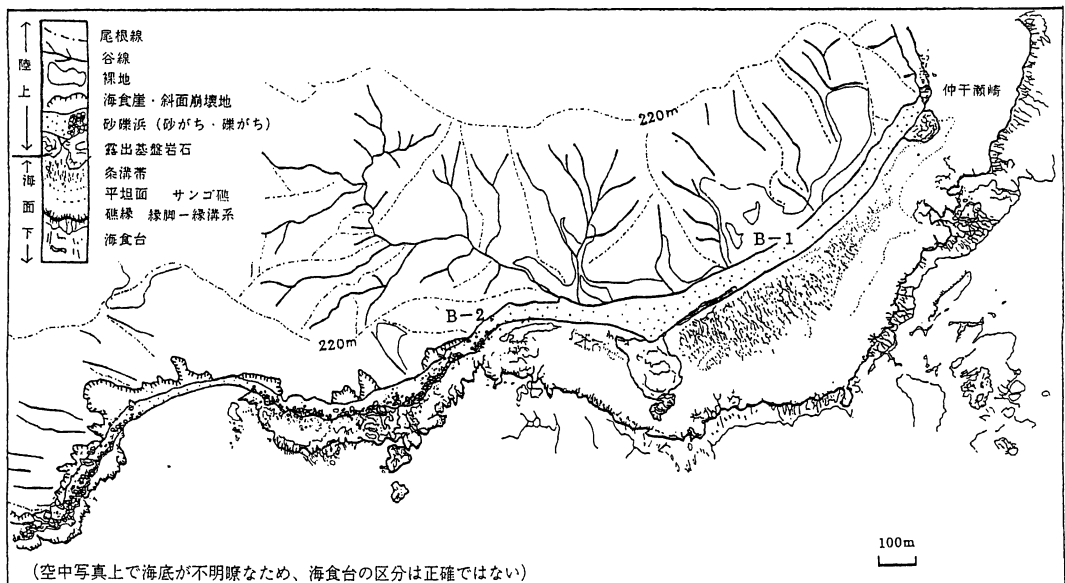 陸上
海面下
尾根線
谷線
裸地
海食崖・斜面崩壊地
砂礫浜（砂がち・礫がち）
露出基盤岩石
条溝帯
平坦面 サンゴ礁
礁縁 縁脚一縁溝系
海食台
220m
仲干瀬崎
B-1
B-2
220m
100m
（空中写真上で海底が不明瞭なため、海食台の区分は正確ではない）